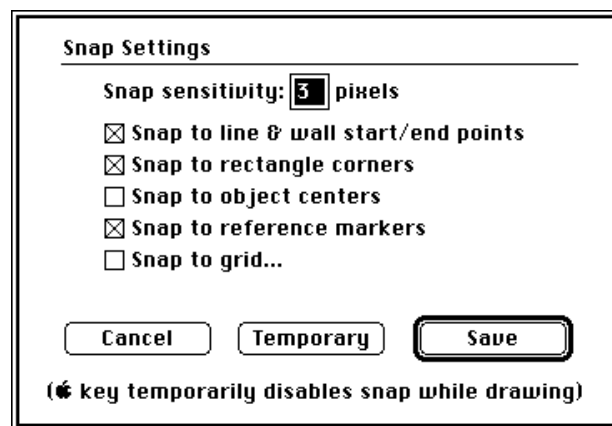 Snap Settings
Snap sensitivity: 3 pixels
Snap to line & wall start/end points
Snap to rectangle corners
Snap to object centers
Snap to reference markers
Snap to grid...
Cancel Temporary Save
( key temporarily disables snap while drawing)